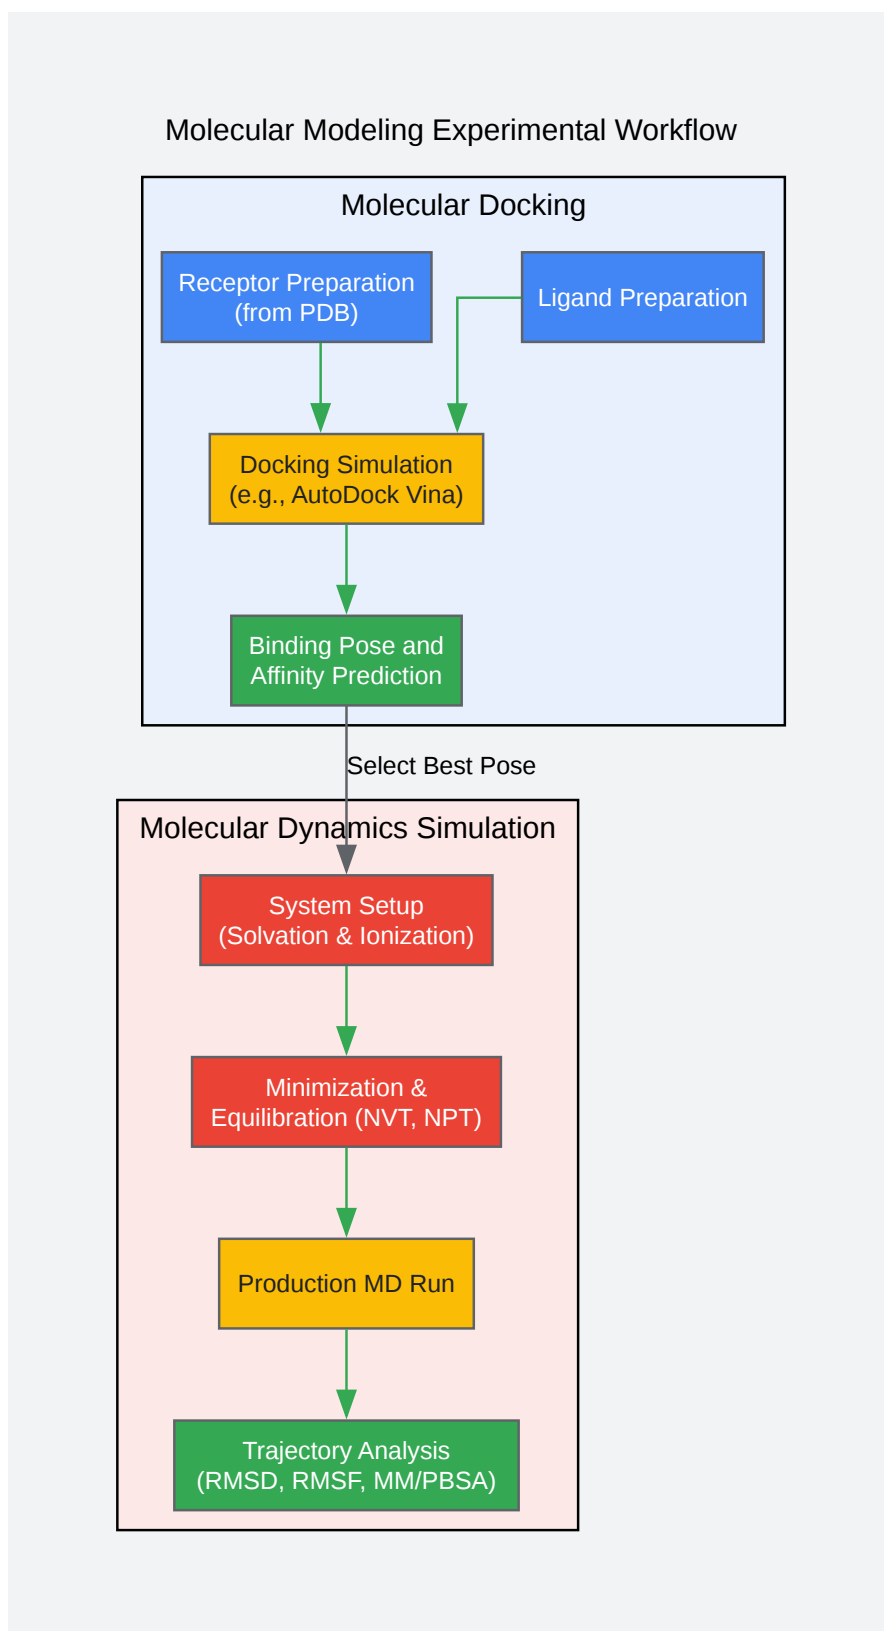 Molecular Modeling Experimental Workflow
Molecular Docking
Receptor Preparation
(from PDB)
Ligand Preparation
Docking Simulation
(e.g., AutoDock Vina)
Binding Pose and
Affinity Prediction
Select Best Pose
Molecular Dynamics Simulation
System Setup
(Solvation & Ionization)
Minimization &
Equilibration (NVT, NPT)
Production MD Run
Trajectory Analysis
(RMSD, RMSF, MM/PBSA)